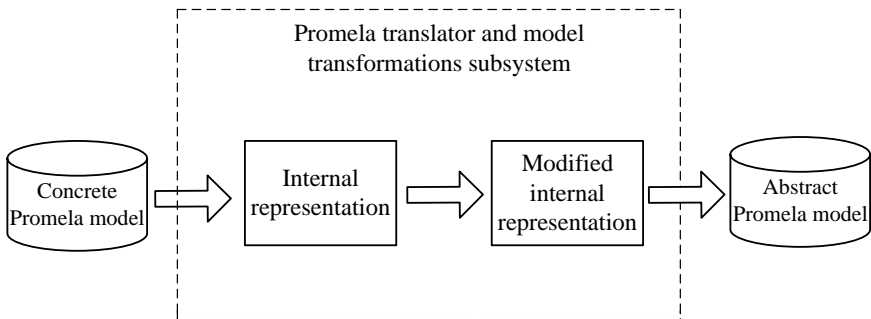 Promela translator and model
transformations subsystem
Concrete
Promela model
Internal
representation
Modified
internal
representation
Abstract
Promela model